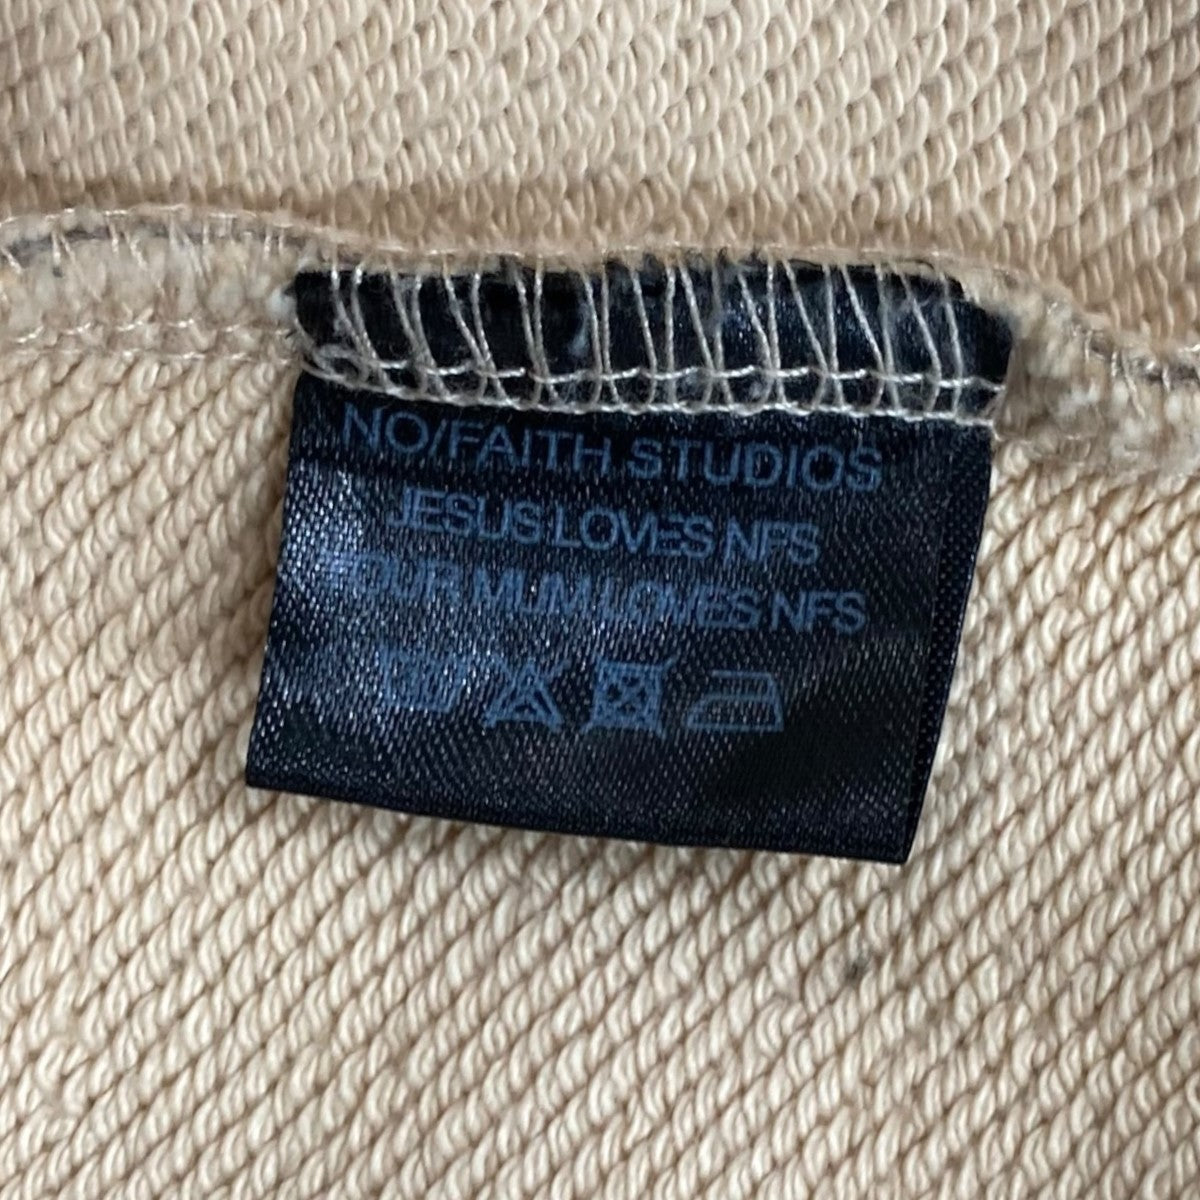 NO/FAITH STUDIOS
JESUS LOVES NFS
YOUR MUM LOVES NFS